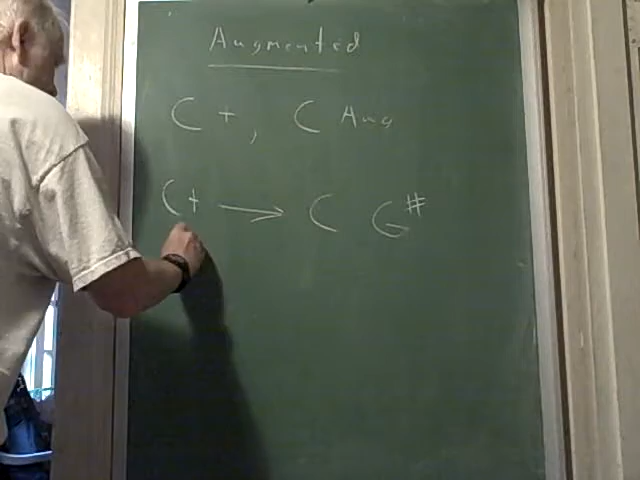 Augmented
C +, C Aug
C+ → C G#